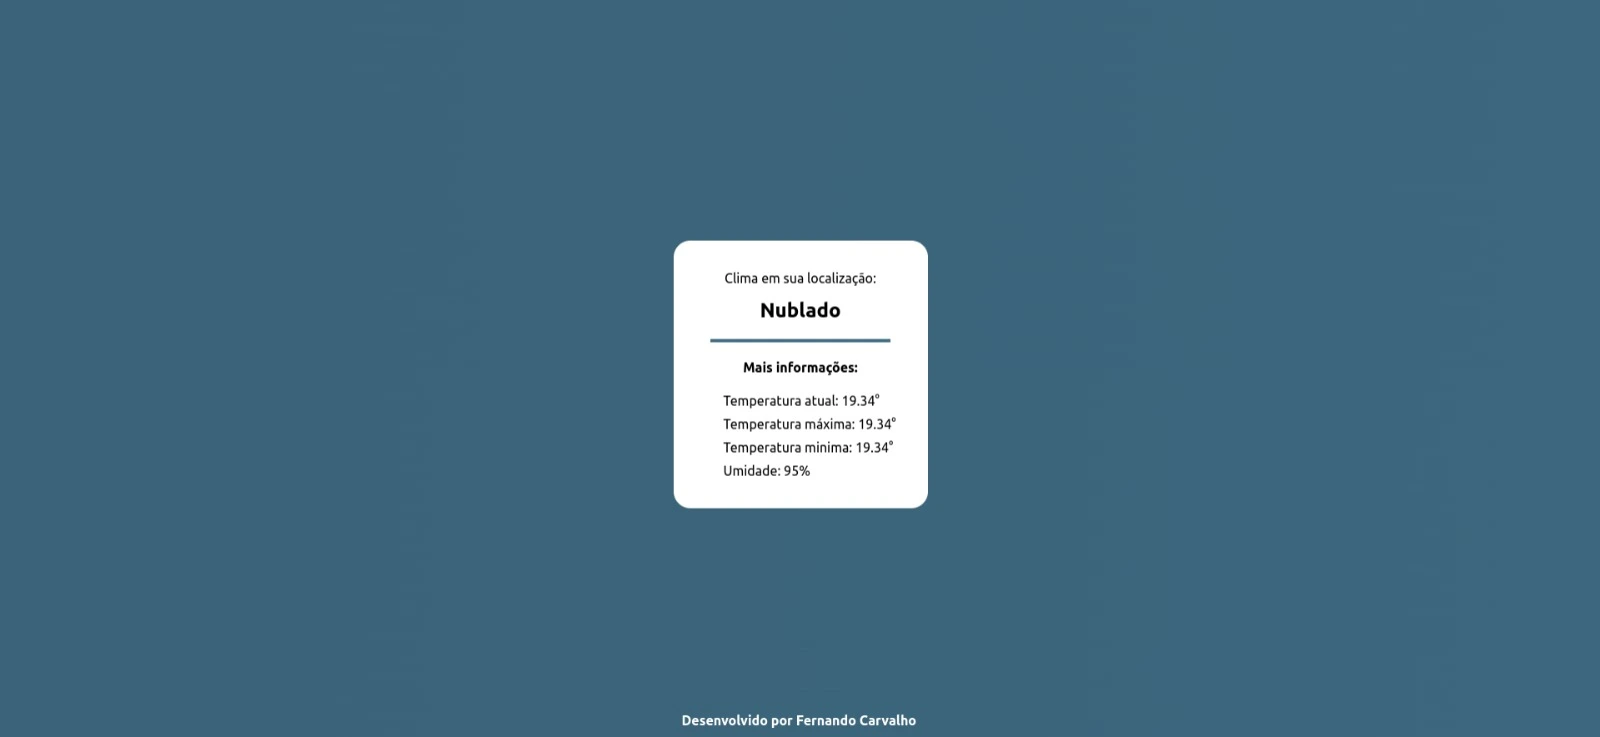 Clima em sua localização:
Nublado
Mais informações:
Temperatura atual: 19.34°
Temperatura máxima: 19.34°
Temperatura minima: 19.34°
Umidade: 95%
Desenvolvido por Fernando Carvalho